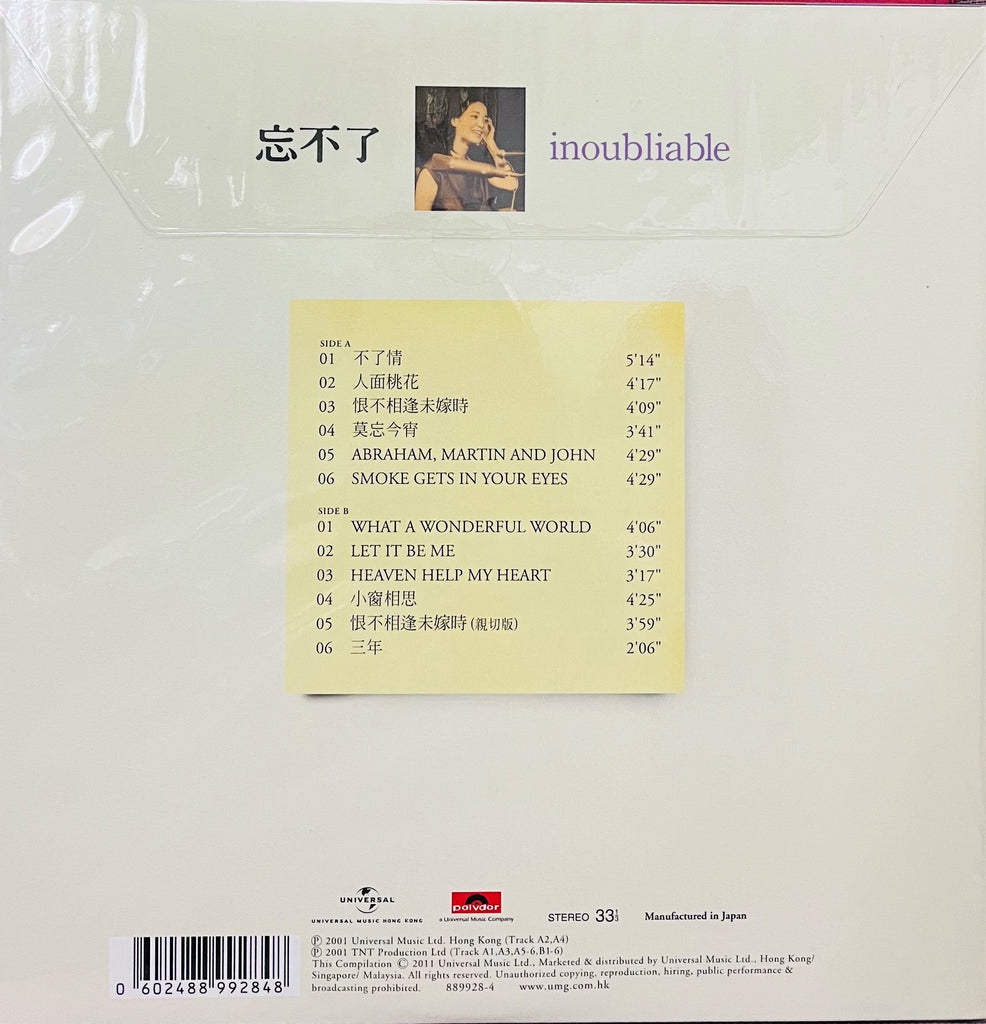 忘不了 inoubliable
SIDE A
01 不了情 5'14"
02 人面桃花 4'17"
03 恨不相逢未嫁時 4'09"
04 莫忘今宵 3'41"
05 ABRAHAM, MARTIN AND JOHN 4'29"
06 SMOKE GETS IN YOUR EYES 4'29"
SIDE B
01 WHAT A WONDERFUL WORLD 4'06"
02 LET IT BE ME 3'30"
03 HEAVEN HELP MY HEART 3'17"
04 小窗相思 4'25"
05 恨不相逢未嫁時 (親切版) 3'59"
06 三年 2'06"
UNIVERSAL
UNIVERSAL MUSIC HONG KONG
polydor
a Universal Music Company
STEREO 33⅓
Manufactured in Japan
℗ 2001 Universal Music Ltd. Hong Kong (Track A2,A4)
℗ 2001 TNT Production Ltd (Track A1,A3,A5-6,B1-6)
This Compilation © 2011 Universal Music Ltd., Marketed & distributed by Universal Music Ltd., Hong Kong/
Singapore/ Malaysia. All rights reserved. Unauthorized copying, reproduction, hiring, public performance &
broadcasting prohibited. 889928-4 www.umg.com.hk
0 602488 992848